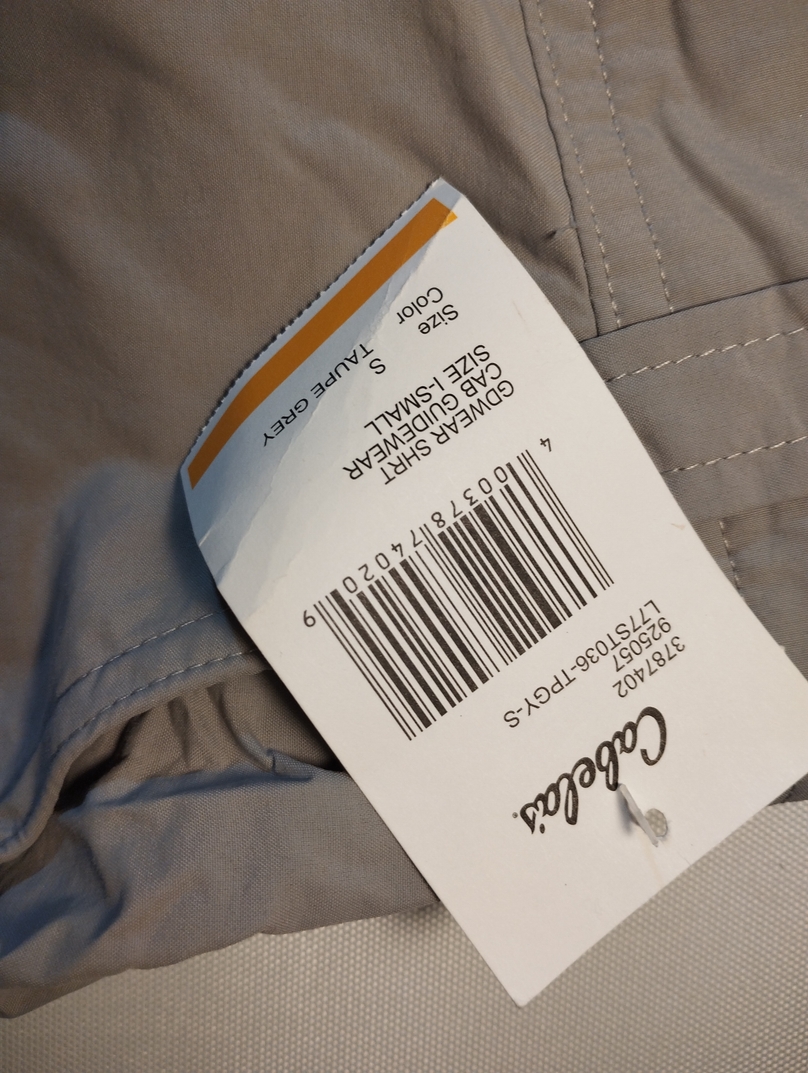 Cabela's
3787402
925057
L77ST036-TPGY-S
4 00378 74020 9
GDWEAR SHRT
CAB GUIDEWEAR
SIZE I-SMALL
Size S
Color TAUPE GREY